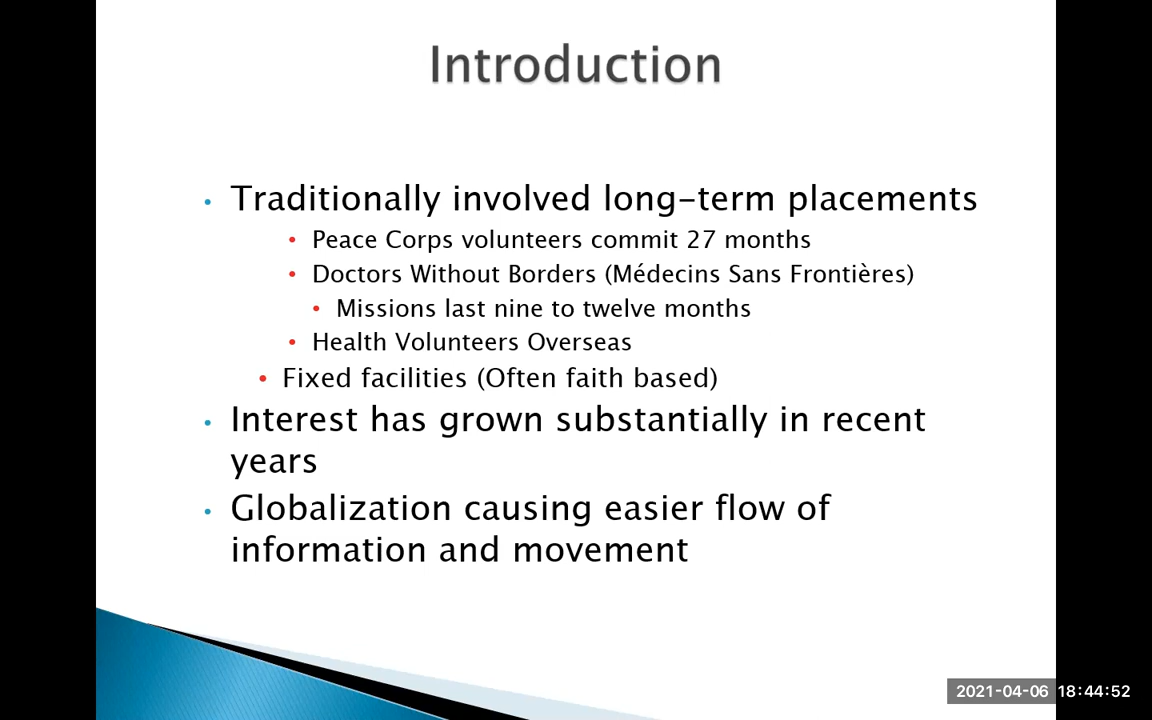 Introduction
• Traditionally involved long-term placements
• Peace Corps volunteers commit 27 months
• Doctors Without Borders (Médecins Sans Frontières)
• Missions last nine to twelve months
• Health Volunteers Overseas
• Fixed facilities (Often faith based)
• Interest has grown substantially in recent
years
• Globalization causing easier flow of
information and movement
2021-04-06 18:44:52